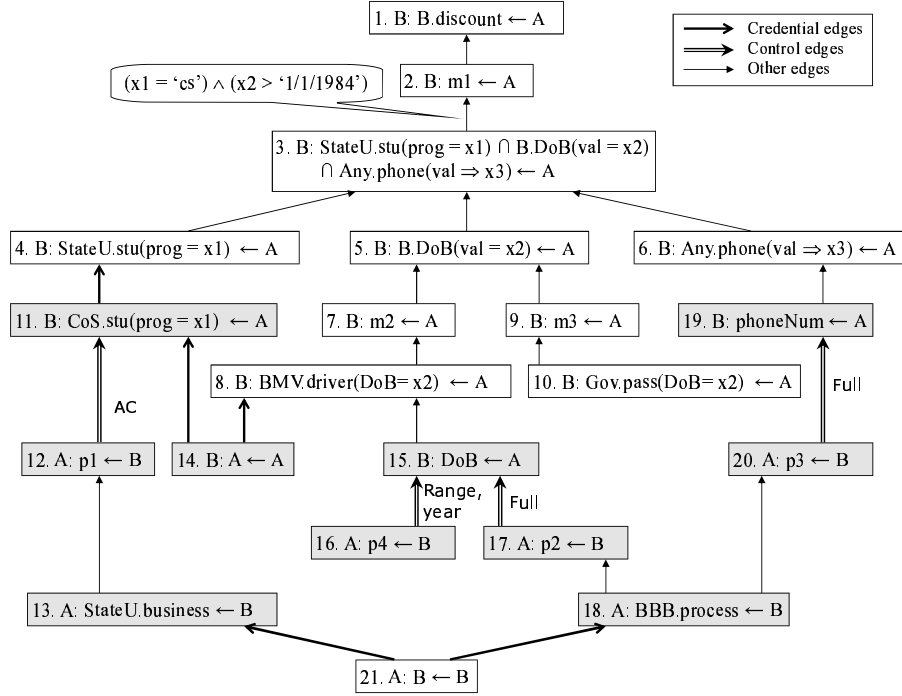 1. B: B.discount ← A
Credential edges
Control edges
Other edges
(x1 = ‘cs’) ∧ (x2 > ‘1/1/1984’)
2. B: m1 ← A
3. B: StateU.stu(prog = x1) ∩ B.DoB(val = x2)
∩ Any.phone(val ⇒ x3) ← A
4. B: StateU.stu(prog = x1) ← A
5. B: B.DoB(val = x2) ← A
6. B: Any.phone(val ⇒ x3) ← A
11. B: CoS.stu(prog = x1) ← A
7. B: m2 ← A
9. B: m3 ← A
19. B: phoneNum ← A
8. B: BMV.driver(DoB= x2) ← A
10. B: Gov.pass(DoB= x2) ← A
AC
Full
12. A: p1 ← B
14. B: A ← A
15. B: DoB ← A
20. A: p3 ← B
Range,
year
Full
16. A: p4 ← B
17. A: p2 ← B
13. A: StateU.business ← B
18. A: BBB.process ← B
21. A: B ← B